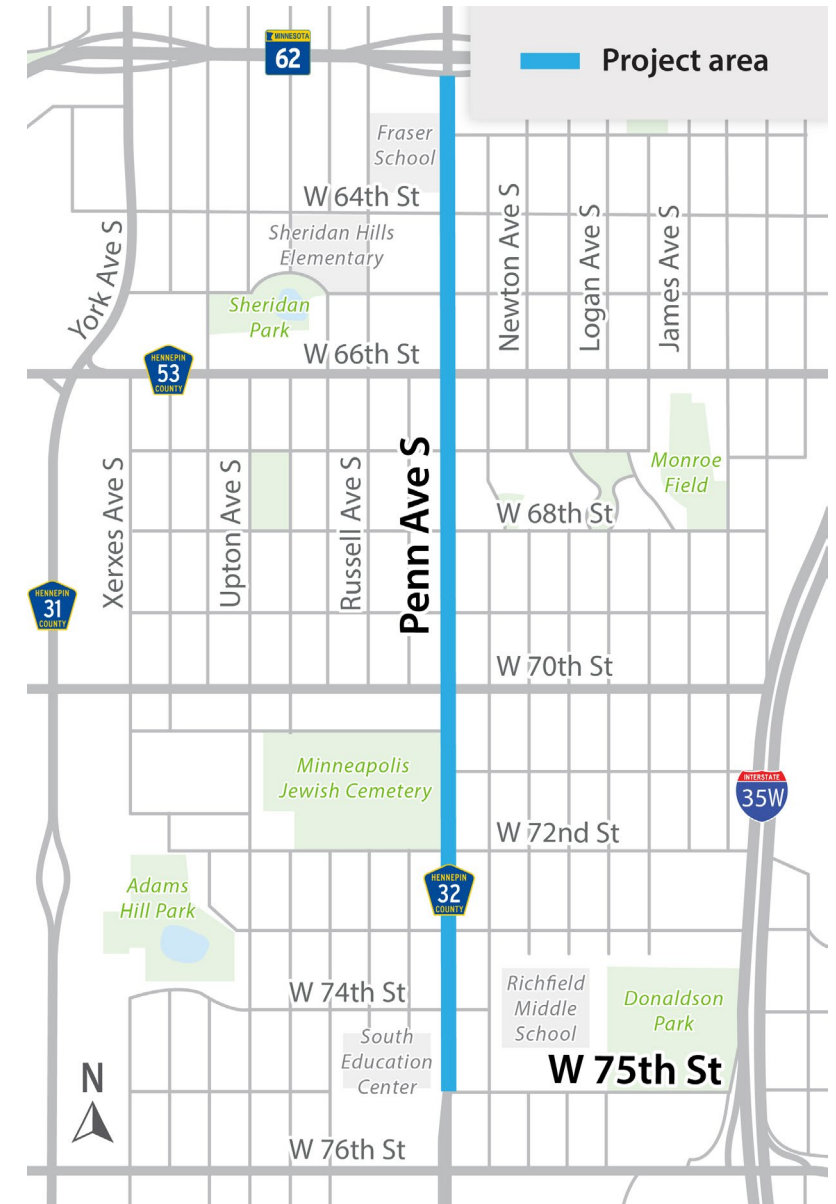 MINNESOTA
62
Project area
Fraser
School
W 64th St
Sheridan Hills
Elementary
York Ave S
Newton Ave S
Logan Ave S
James Ave S
Sheridan
Park
W 66th St
HENNEPIN
53
COUNTY
Xerxes Ave S
Upton Ave S
Russell Ave S
Penn Ave S
Monroe
Field
W 68th St
HENNEPIN
31
COUNTY
W 70th St
Minneapolis
Jewish Cemetery
INTERSTATE
35W
W 72nd St
HENNEPIN
32
COUNTY
Adams
Hill Park
W 74th St
Richfield
Middle
School
Donaldson
Park
South
Education
Center
W 75th St
N
W 76th St